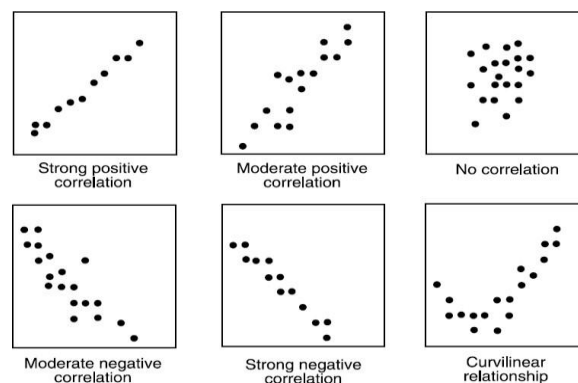 Strong positive
correlation
Moderate positive
correlation
No correlation
Moderate negative
correlation
Strong negative
correlation
Curvilinear
relationship